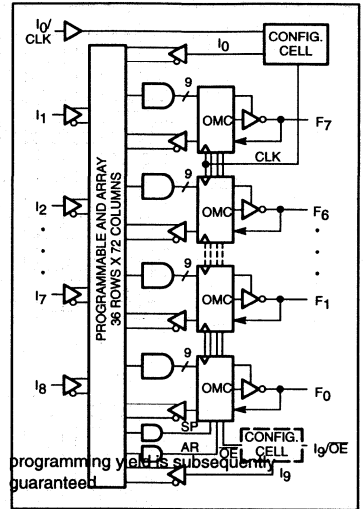 I0/
CLK
I0
CONFIG.
CELL
9
OMC
F7
I1
CLK
9
OMC
F6
I2
PROGRAMMABLE AND ARRAY
36 ROWS X 72 COLUMNS
9
OMC
F1
I7
9
OMC
F0
I8
SP
AR
OE
CONFIG.
CELL
I9/OE
I9
programming yield is subsequently
guaranteed